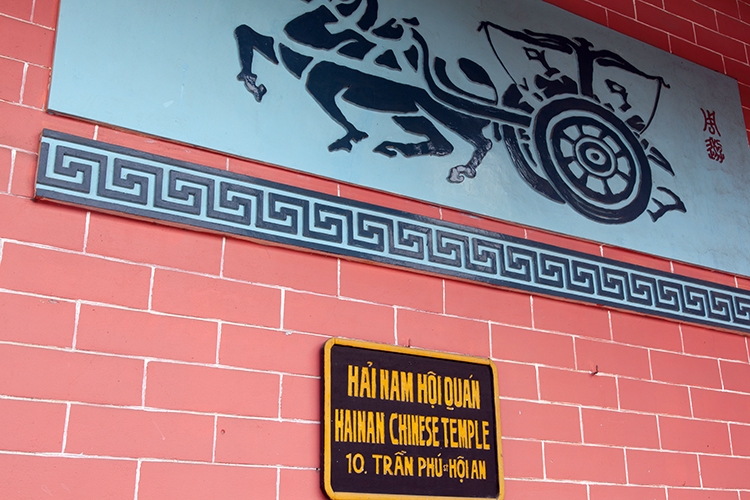 HẢI NAM HỘI QUÁN
HAINAN CHINESE TEMPLE
10. TRẦN PHÚ ST HỘI AN